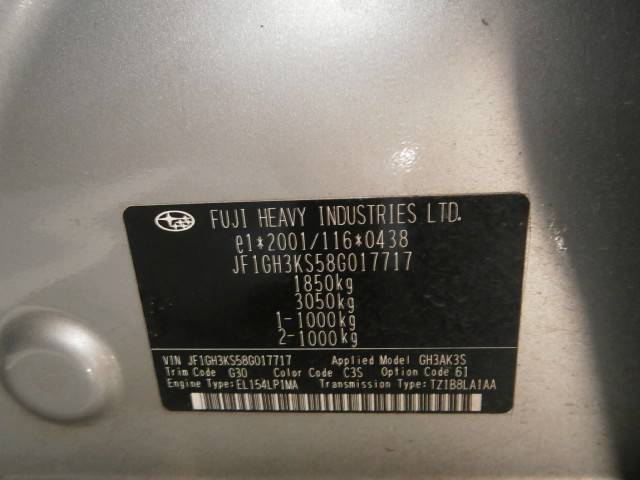 FUJI HEAVY INDUSTRIES LTD.
e1*2001/116*0438
JF1GH3KS58G017717
1850kg
3050kg
1-1000kg
2-1000kg
VIN JF1GH3KS58G017717 Applied Model GH3AK3S
Trim Code G30 Color Code C3S Option Code 61
Engine Type:EL154LP1MA Transmission Type:TZ1B8LA1AA